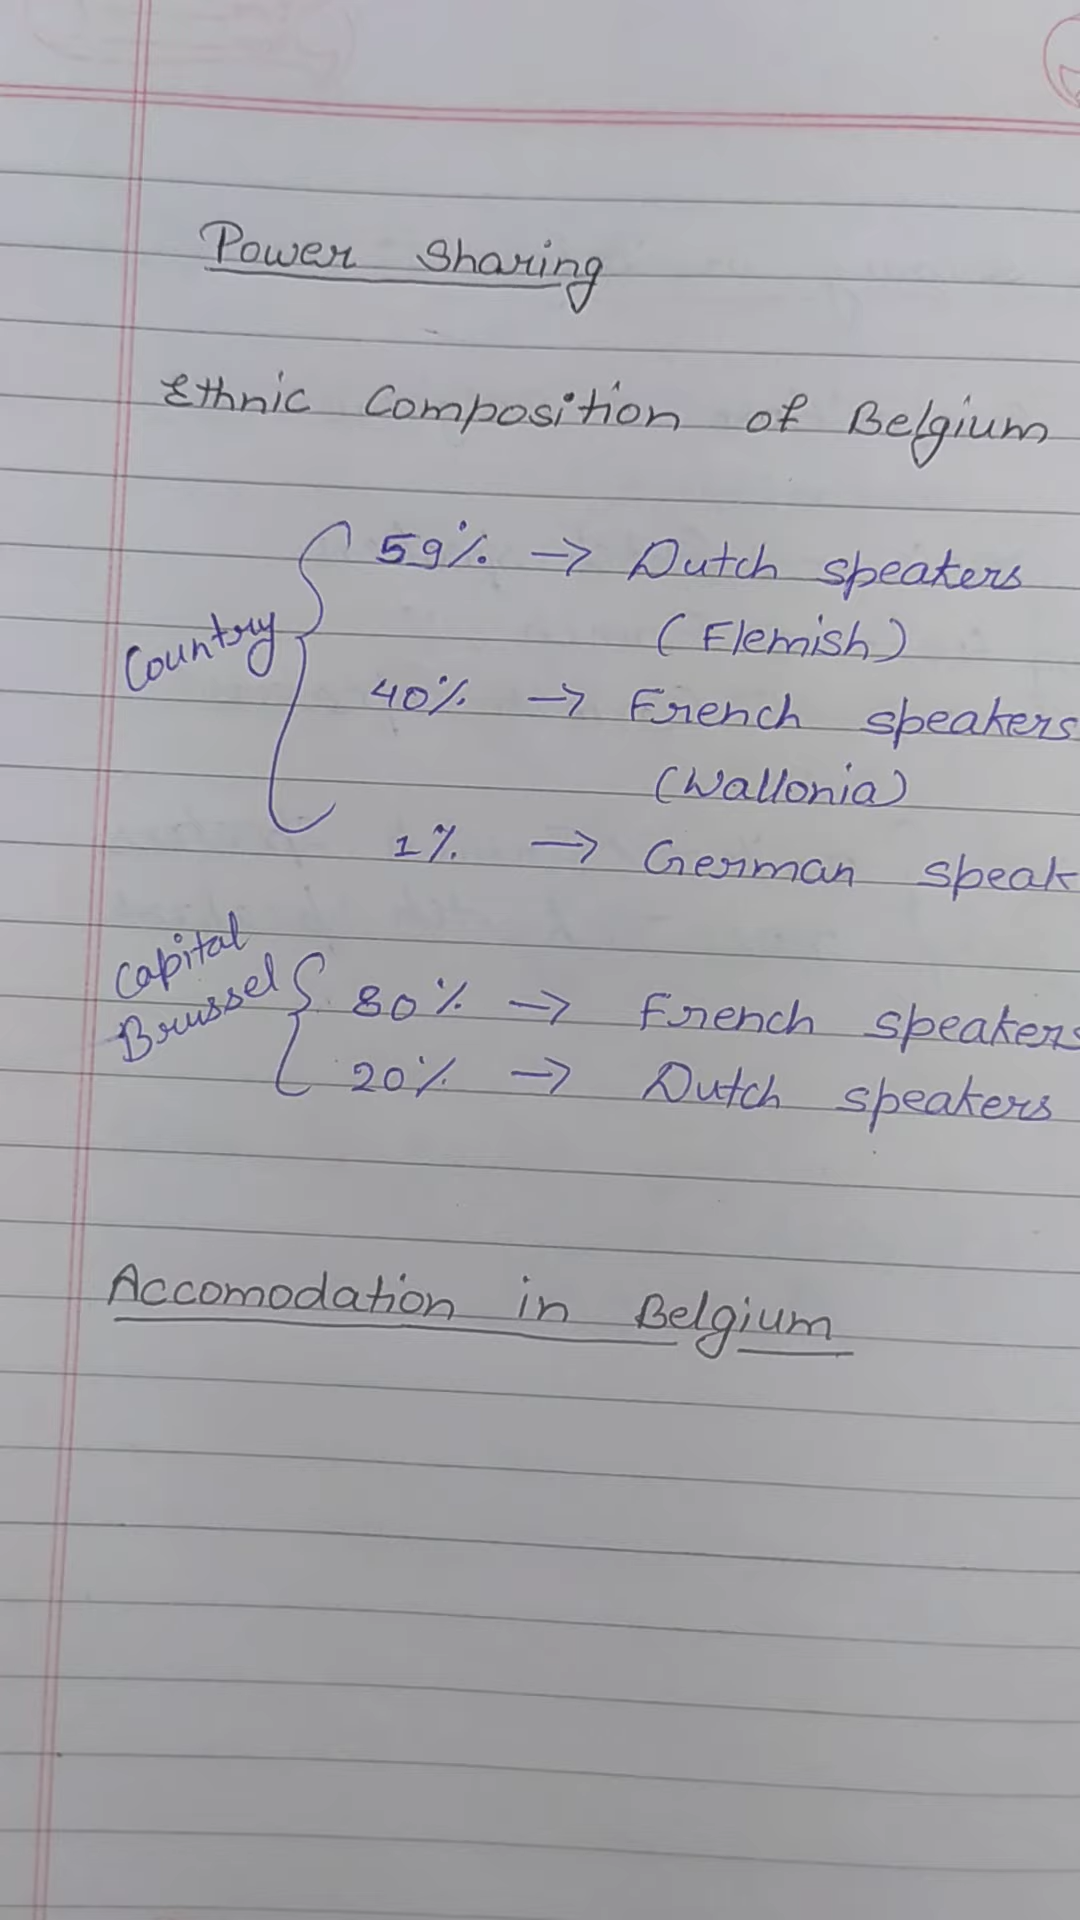 Power Sharing
Ethnic Composition of Belgium
Country
59% → Dutch speakers
(Flemish)
40% → French speakers
(Wallonia)
1% → German speak
Capital
Brussels
80% → French speakers
20% → Dutch speakers
Accomodation in Belgium